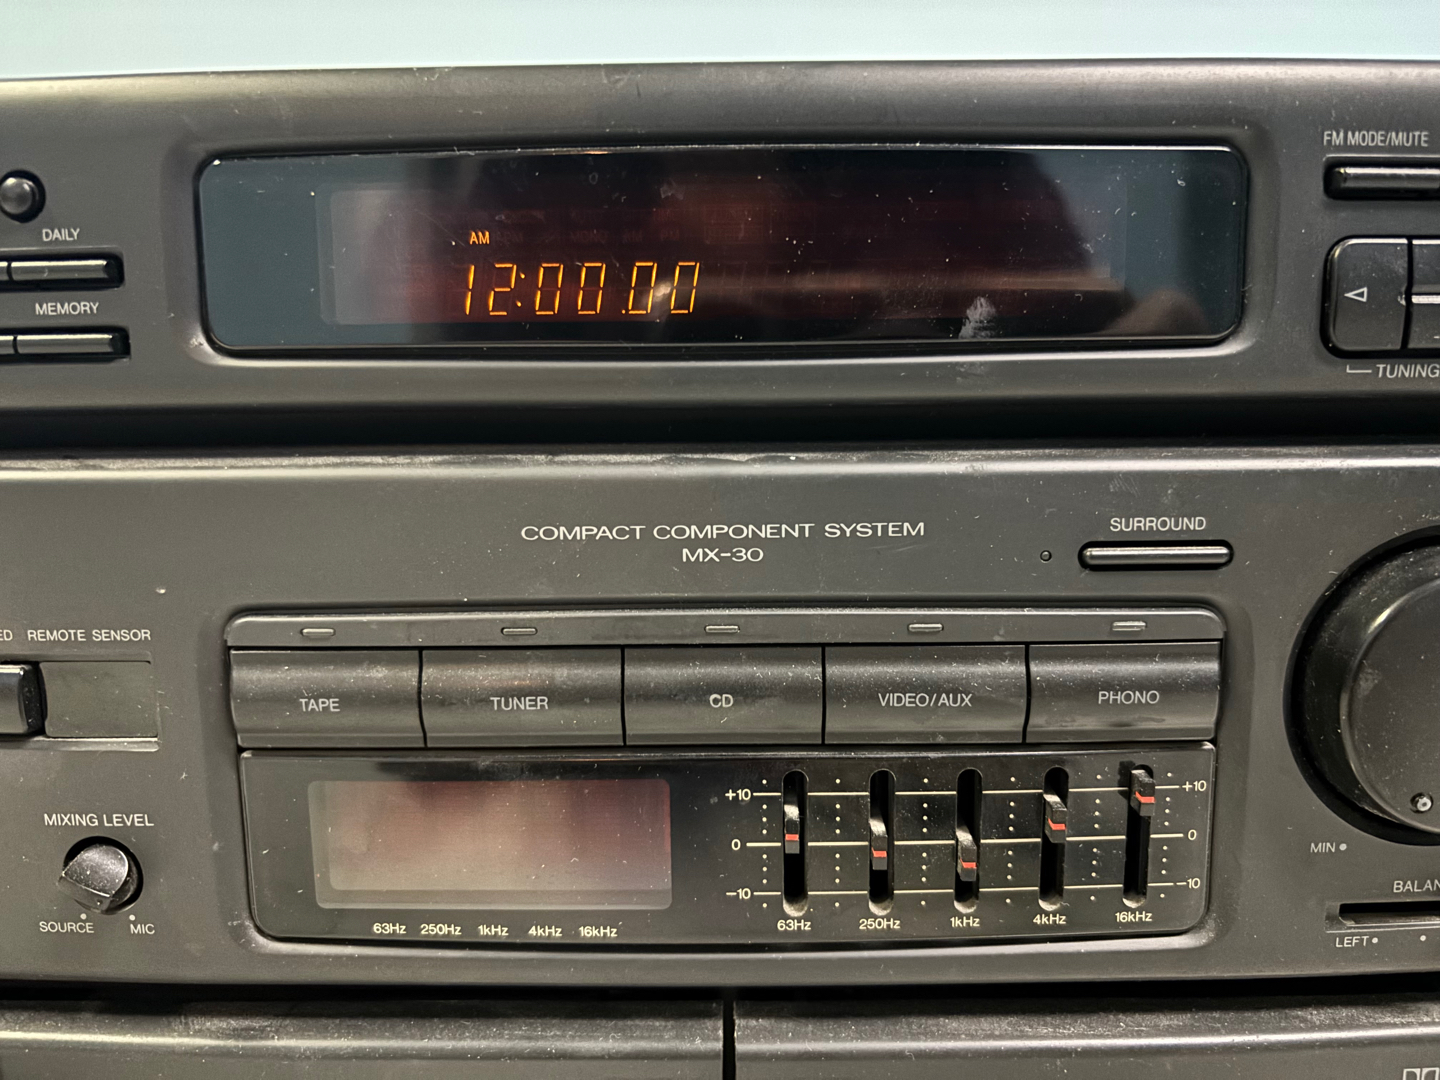 FM MODE/MUTE
DAILY
AM
MEMORY
12:00.00
TUNING
COMPACT COMPONENT SYSTEM
MX-30
SURROUND
REMOTE SENSOR
TAPE TUNER CD VIDEO/AUX PHONO
+10 +10
MIXING LEVEL
0 0
MIN
-10 -10
SOURCE MIC
63Hz 250Hz 1kHz 4kHz 16kHz
63Hz 250Hz 1kHz 4kHz 16kHz
LEFT